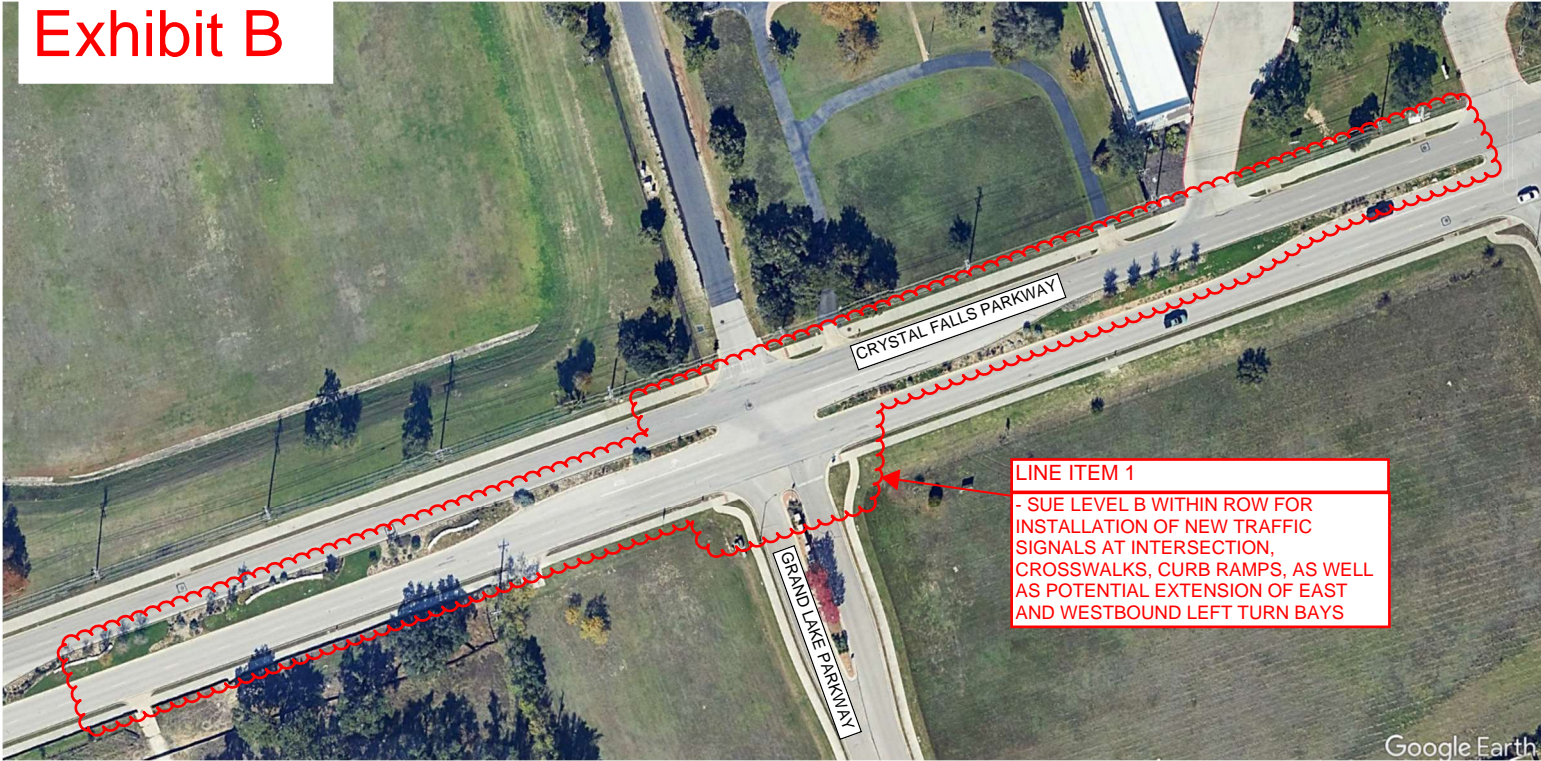 Exhibit B
CRYSTAL FALLS PARKWAY
LINE ITEM 1
- SUE LEVEL B WITHIN ROW FOR
INSTALLATION OF NEW TRAFFIC
SIGNALS AT INTERSECTION,
CROSSWALKS, CURB RAMPS, AS WELL
AS POTENTIAL EXTENSION OF EAST
AND WESTBOUND LEFT TURN BAYS
GRAND LAKE PARKWAY
Google Earth